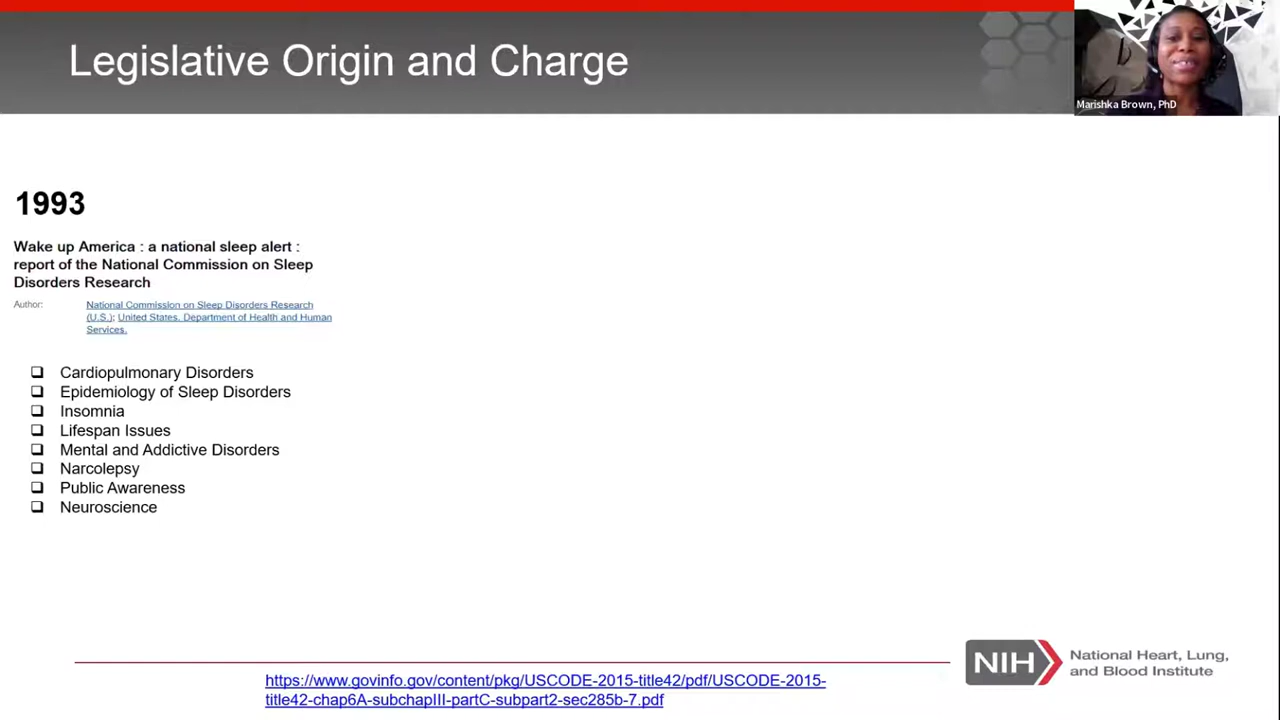 Legislative Origin and Charge
Marishka Brown, PhD
1993
Wake up America : a national sleep alert :
report of the National Commission on Sleep
Disorders Research
Author:
National Commission on Sleep Disorders Research
(U.S.); United States. Department of Health and Human
Services.
❑ Cardiopulmonary Disorders
❑ Epidemiology of Sleep Disorders
❑ Insomnia
❑ Lifespan Issues
❑ Mental and Addictive Disorders
❑ Narcolepsy
❑ Public Awareness
❑ Neuroscience
NIH
National Heart, Lung,
and Blood Institute
https://www.govinfo.gov/content/pkg/USCODE-2015-title42/pdf/USCODE-2015-
title42-chap6A-subchapIII-partC-subpart2-sec285b-7.pdf